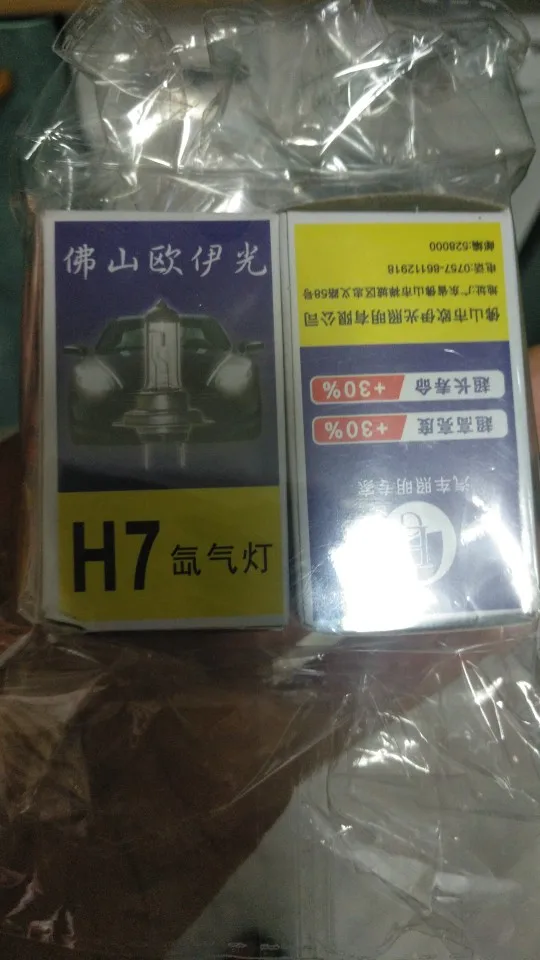 佛山欧伊光
H7 氙气灯
汽车照明专家
超高亮度 +30%
超长寿命 +30%
佛山市欧伊光照明有限公司
地址:广东省佛山市禅城区忠义路58号
电话:0757-86112918
邮编:528000